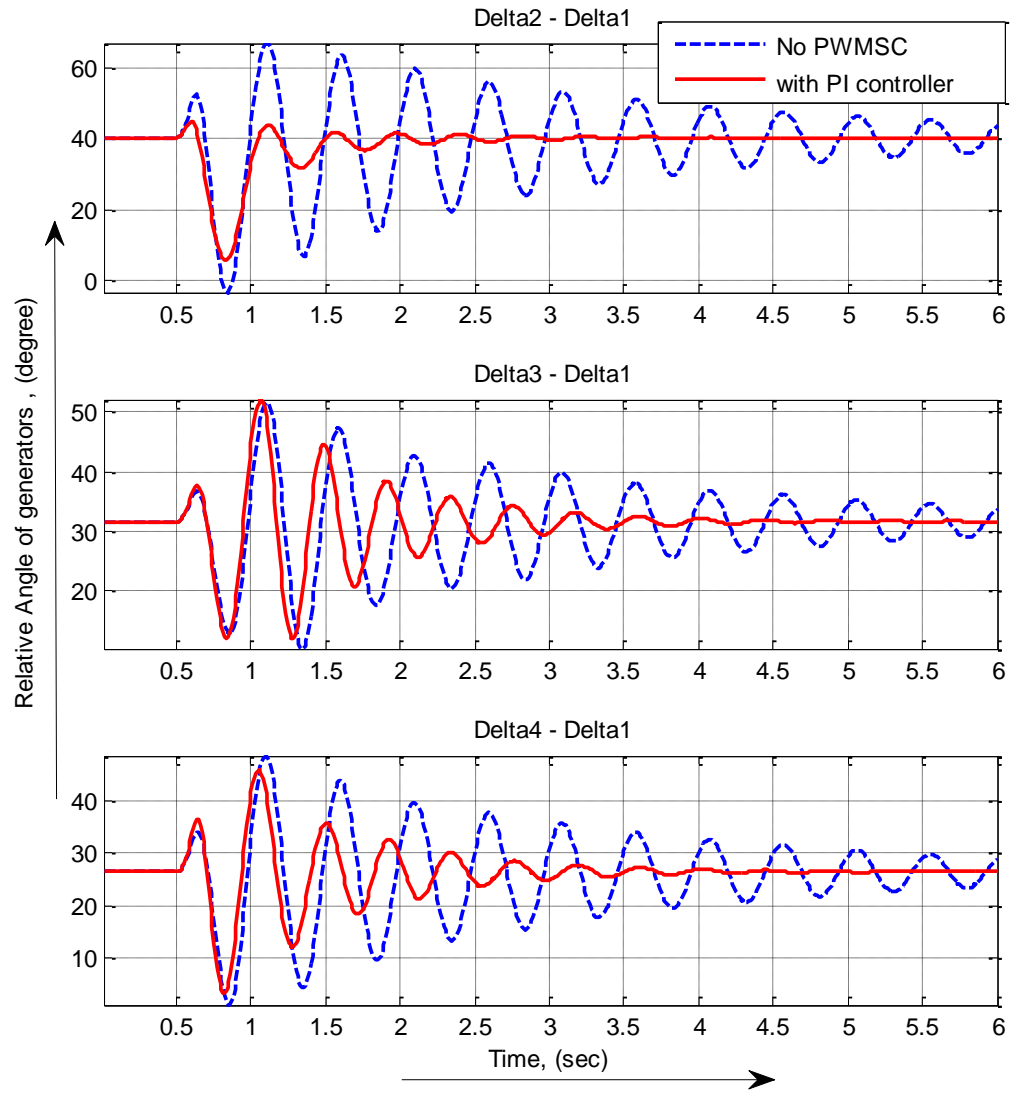 Delta2 - Delta1
No PWMSC
with PI controller
60
40
20
0
0.5 1 1.5 2 2.5 3 3.5 4 4.5 5 5.5 6
Relative Angle of generators , (degree)
Delta3 - Delta1
50
40
30
20
0.5 1 1.5 2 2.5 3 3.5 4 4.5 5 5.5 6
Delta4 - Delta1
40
30
20
10
0.5 1 1.5 2 2.5 3 3.5 4 4.5 5 5.5 6
Time, (sec)